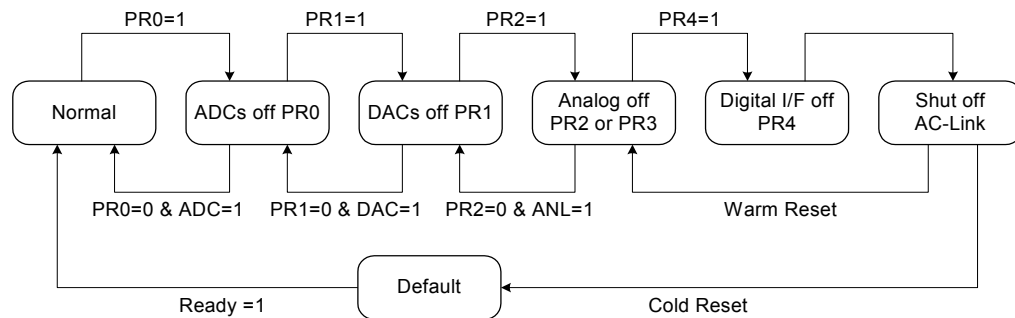 PR0=1
PR1=1
PR2=1
PR4=1
Normal
ADCs off PR0
DACs off PR1
Analog off
PR2 or PR3
Digital I/F off
PR4
Shut off
AC-Link
PR0=0 & ADC=1
PR1=0 & DAC=1
PR2=0 & ANL=1
Warm Reset
Default
Ready =1
Cold Reset